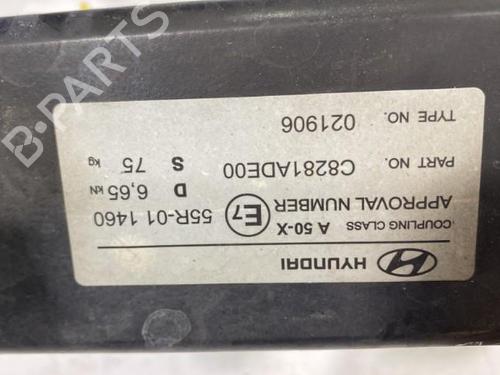 HYUNDAI
COUPLING CLASS A 50-X
APPROVAL NUMBER E7 55R-01 1460
D 6,65 kN
PART NO. C8281ADE00 S 75 kg
TYPE NO. 021906
B-PARTS